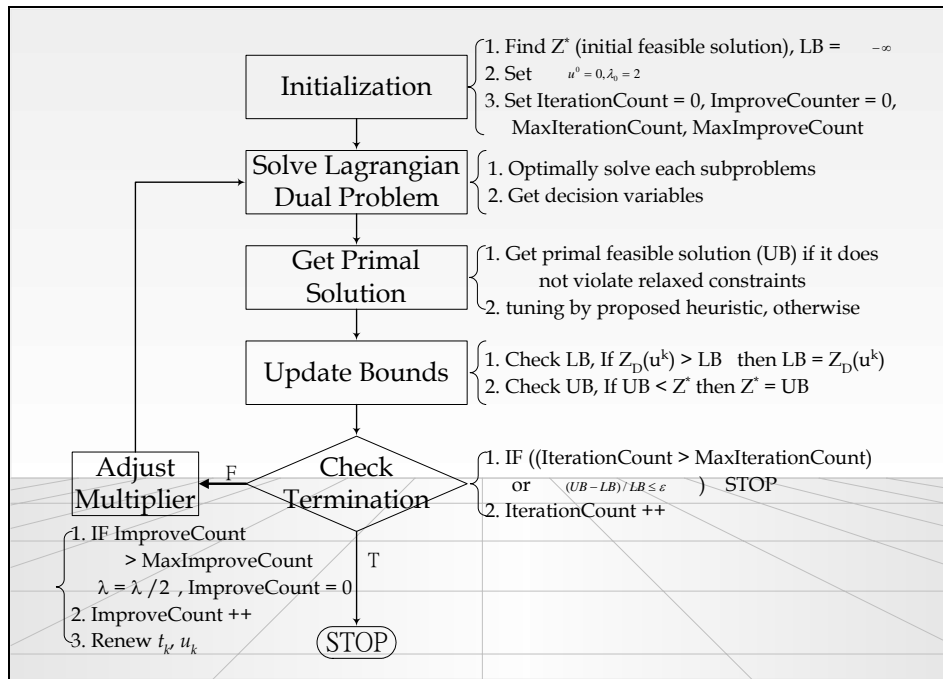 Initialization
1. Find Z* (initial feasible solution), LB = −∞
2. Set u⁰ = 0, λ₀ = 2
3. Set IterationCount = 0, ImproveCounter = 0,
MaxIterationCount, MaxImproveCount
Solve Lagrangian
Dual Problem
1. Optimally solve each subproblems
2. Get decision variables
Get Primal
Solution
1. Get primal feasible solution (UB) if it does
not violate relaxed constraints
2. tuning by proposed heuristic, otherwise
Update Bounds
1. Check LB, If Z_D(u^k) > LB then LB = Z_D(u^k)
2. Check UB, If UB < Z* then Z* = UB
Check
Termination
1. IF ((IterationCount > MaxIterationCount)
or (UB − LB) / LB ≤ ε ) STOP
2. IterationCount ++
F
Adjust
Multiplier
1. IF ImproveCount
> MaxImproveCount
λ = λ /2 , ImproveCount = 0
2. ImproveCount ++
3. Renew t_k, u_k
T
STOP